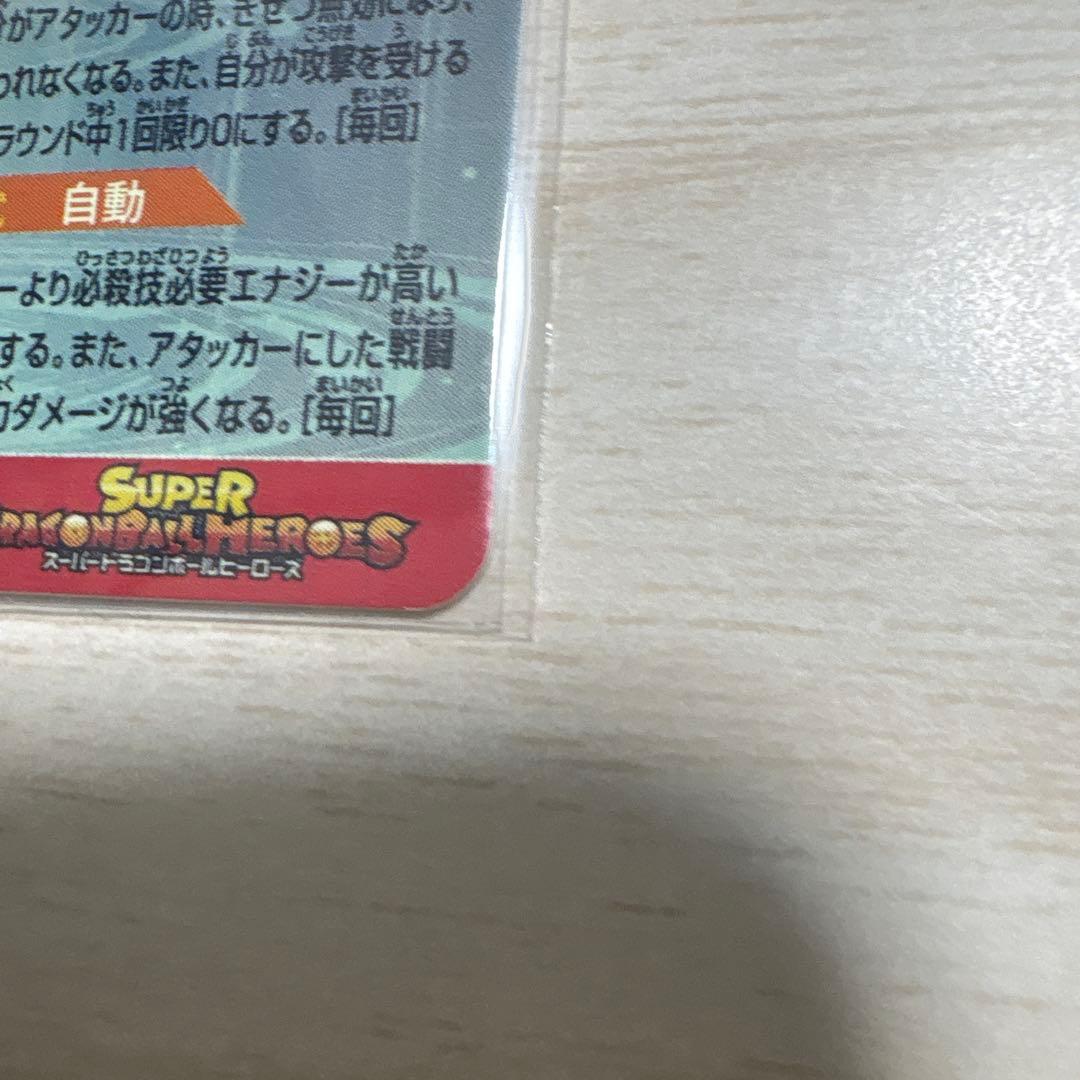 がアタッカーの時、きぜつ無効になり、
われなくなる。また、自分が攻撃を受ける
ラウンド中1回限り0にする。[毎回]
自動
ーより必殺技必要エナジーが高い
する。また、アタッカーにした戦闘
ダメージが強くなる。[毎回]
SUPER
DRAGONBALL HEROES
スーパードラゴンボールヒーローズ